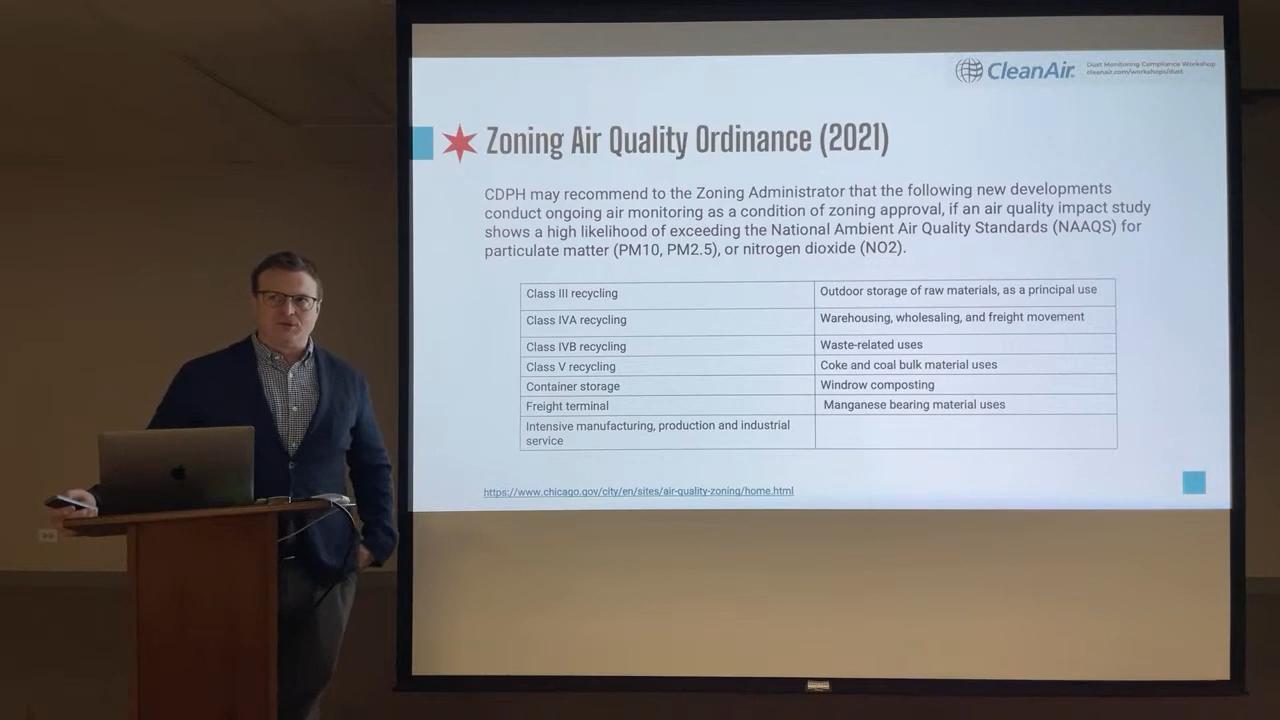 CleanAir.
Dust Monitoring Compliance Workshop
cleanair.com/workshops/dust
Zoning Air Quality Ordinance (2021)
CDPH may recommend to the Zoning Administrator that the following new developments
conduct ongoing air monitoring as a condition of zoning approval, if an air quality impact study
shows a high likelihood of exceeding the National Ambient Air Quality Standards (NAAQS) for
particulate matter (PM10, PM2.5), or nitrogen dioxide (NO2).
Class III recycling
Outdoor storage of raw materials, as a principal use
Class IVA recycling
Warehousing, wholesaling, and freight movement
Class IVB recycling
Waste-related uses
Class V recycling
Coke and coal bulk material uses
Container storage
Windrow composting
Freight terminal
Manganese bearing material uses
Intensive manufacturing, production and industrial
service
https://www.chicago.gov/city/en/sites/air-quality-zoning/home.html